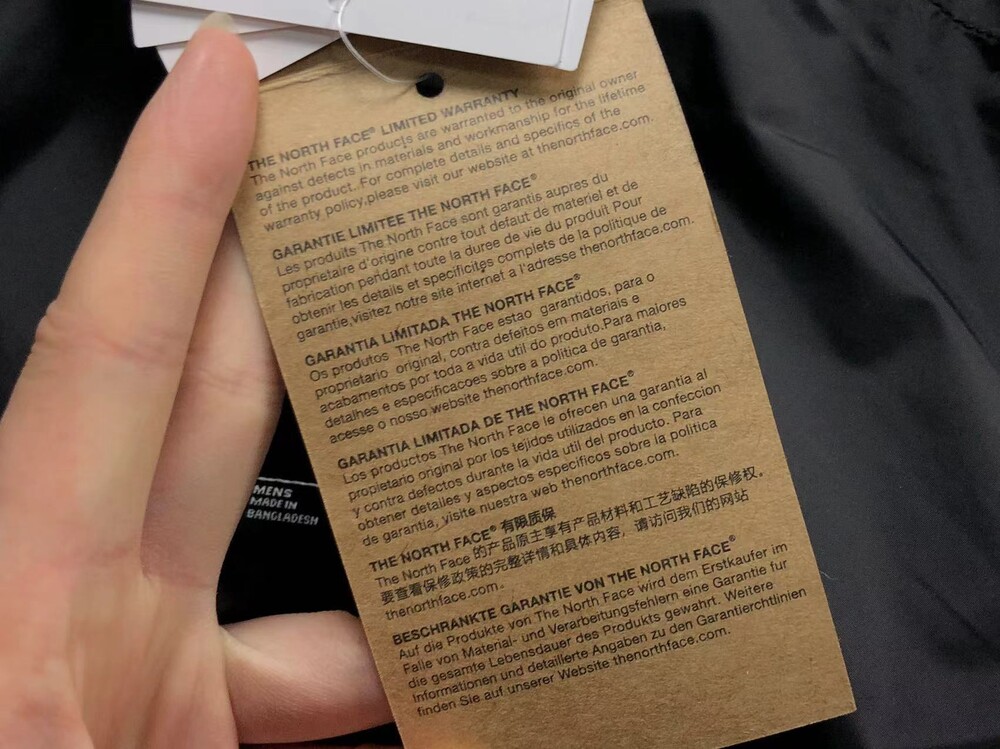 THE NORTH FACE® LIMITED WARRANTY
The North Face products are warranted to the original owner
against defects in materials and workmanship for the lifetime
of the product. For complete details and specifics of the
warranty policy,please visit our website at thenorthface.com.
GARANTIE LIMITEE THE NORTH FACE®
Les produits The North Face sont garantis aupres du
proprietaire d'origine contre tout defaut de materiel et de
fabrication pendant toute la duree de vie du produit Pour
obtenir les details et specificites complets de la politique de
garantie,visitez notre site internet a l'adresse thenorthface.com.
GARANTIA LIMITADA THE NORTH FACE®
Os produtos The North Face estao garantidos, para o
proprietario original, contra defeitos em materiais e
acabamentos por toda a vida util do produto.Para maiores
detalhes e especificacoes sobre a politica de garantia,
acesse o nosso website thenorthface.com.
GARANTIA LIMITADA DE THE NORTH FACE®
Los productos The North Face le ofrecen una garantia al
propietario original por los tejidos utilizados en la confeccion
y contra defectos durante la vida util del producto. Para
obtener detalles y aspectos especificos sobre la politica
de garantia, visite nuestra web thenorthface.com.
THE NORTH FACE® 有限质保
The North Face 的产品原主享有产品材料和工艺缺陷的保修权。
要查看保修政策的完整详情和具体内容，请访问我们的网站
thenorthface.com.
BESCHRANKTE GARANTIE VON THE NORTH FACE®
Auf die Produkte von The North Face wird dem Erstkaufer im
Falle von Material- und Verarbeitungsfehlern eine Garantie fur
die gesamte Lebensdauer des Produkts gewahrt. Weitere
Informationen und detaillerte Angaben zu den Garantierchtlinien
finden Sie auf unserer Website thenorthface.com.
MENS
MADE IN
BANGLADESH